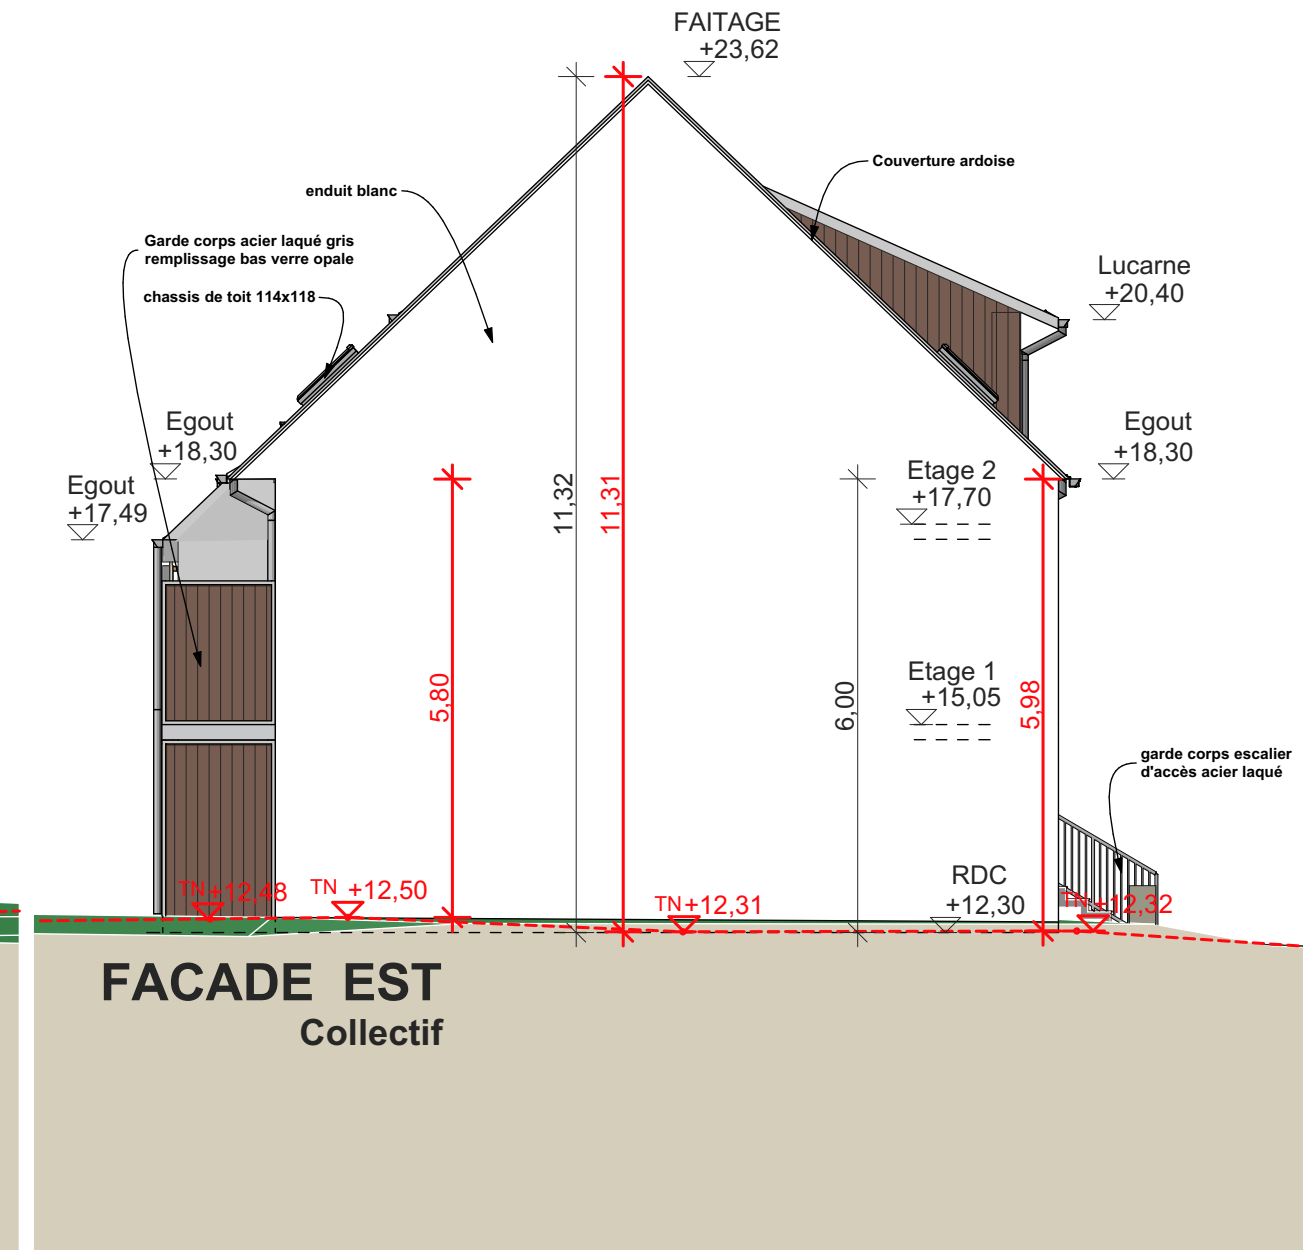 FAITAGE
+23,62
Couverture ardoise
enduit blanc
Garde corps acier laqué gris
remplissage bas verre opale
chassis de toit 114x118
Lucarne
+20,40
Egout
+18,30
Egout
+18,30
Egout
+17,49
Etage 2
+17,70
11,32
11,31
5,80
6,00
5,98
Etage 1
+15,05
garde corps escalier
d'accès acier laqué
TN +12,48
TN +12,50
TN +12,31
RDC
+12,30
TN +12,32
FACADE EST
Collectif